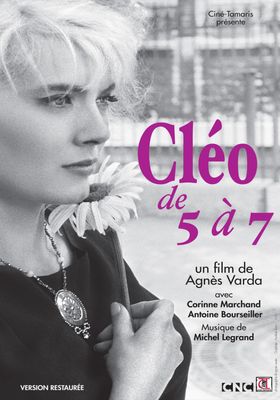 Ciné-Tamaris
présente
Cléo
de
5 à 7
un film de
Agnès Varda
avec
Corinne Marchand
Antoine Bourseiller
Musique de
Michel Legrand
VERSION RESTAURÉE
CNC